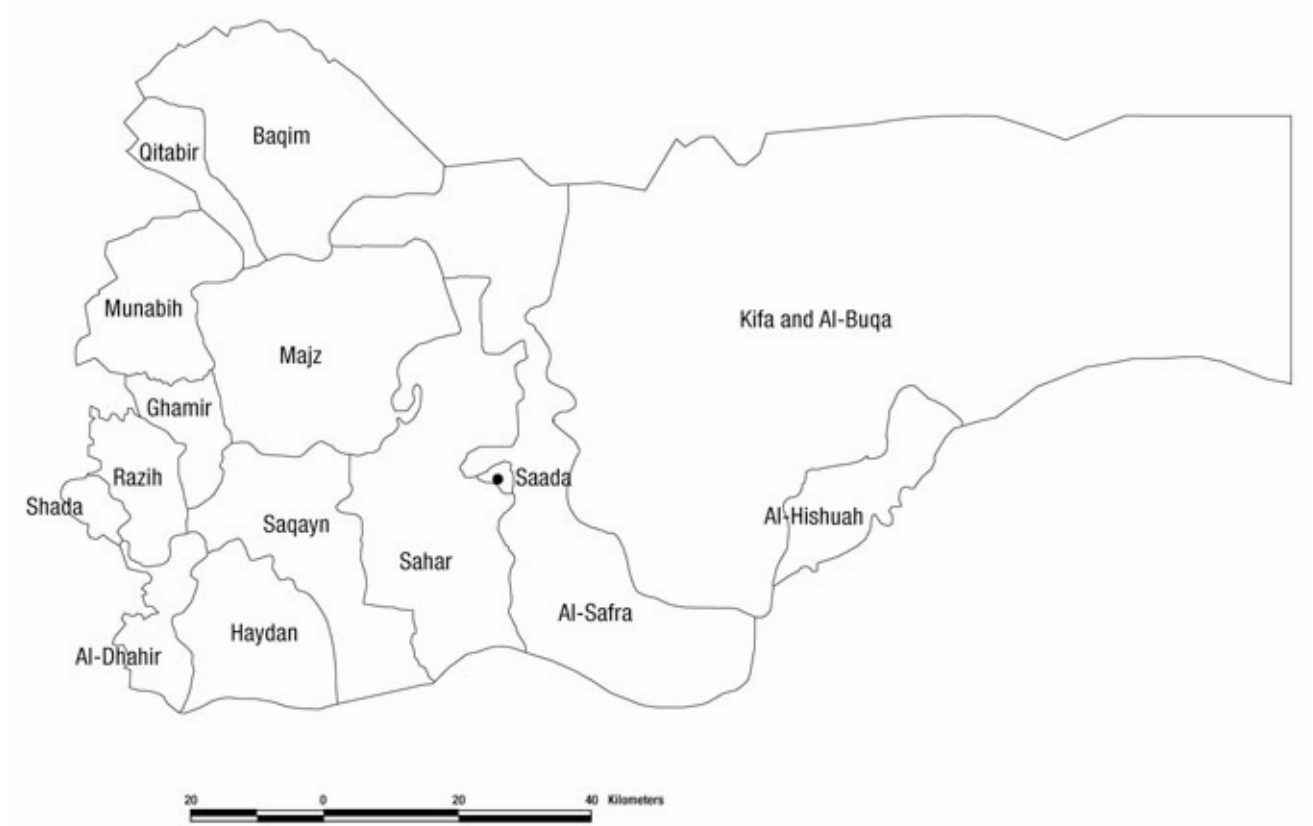 Baqim
Qitabir
Munabih
Kifa and Al-Buqa
Majz
Ghamir
Razih
Saada
Shada
Al-Hishuah
Saqayn
Sahar
Al-Safra
Haydan
Al-Dhahir
20 0 20 40 Kilometers